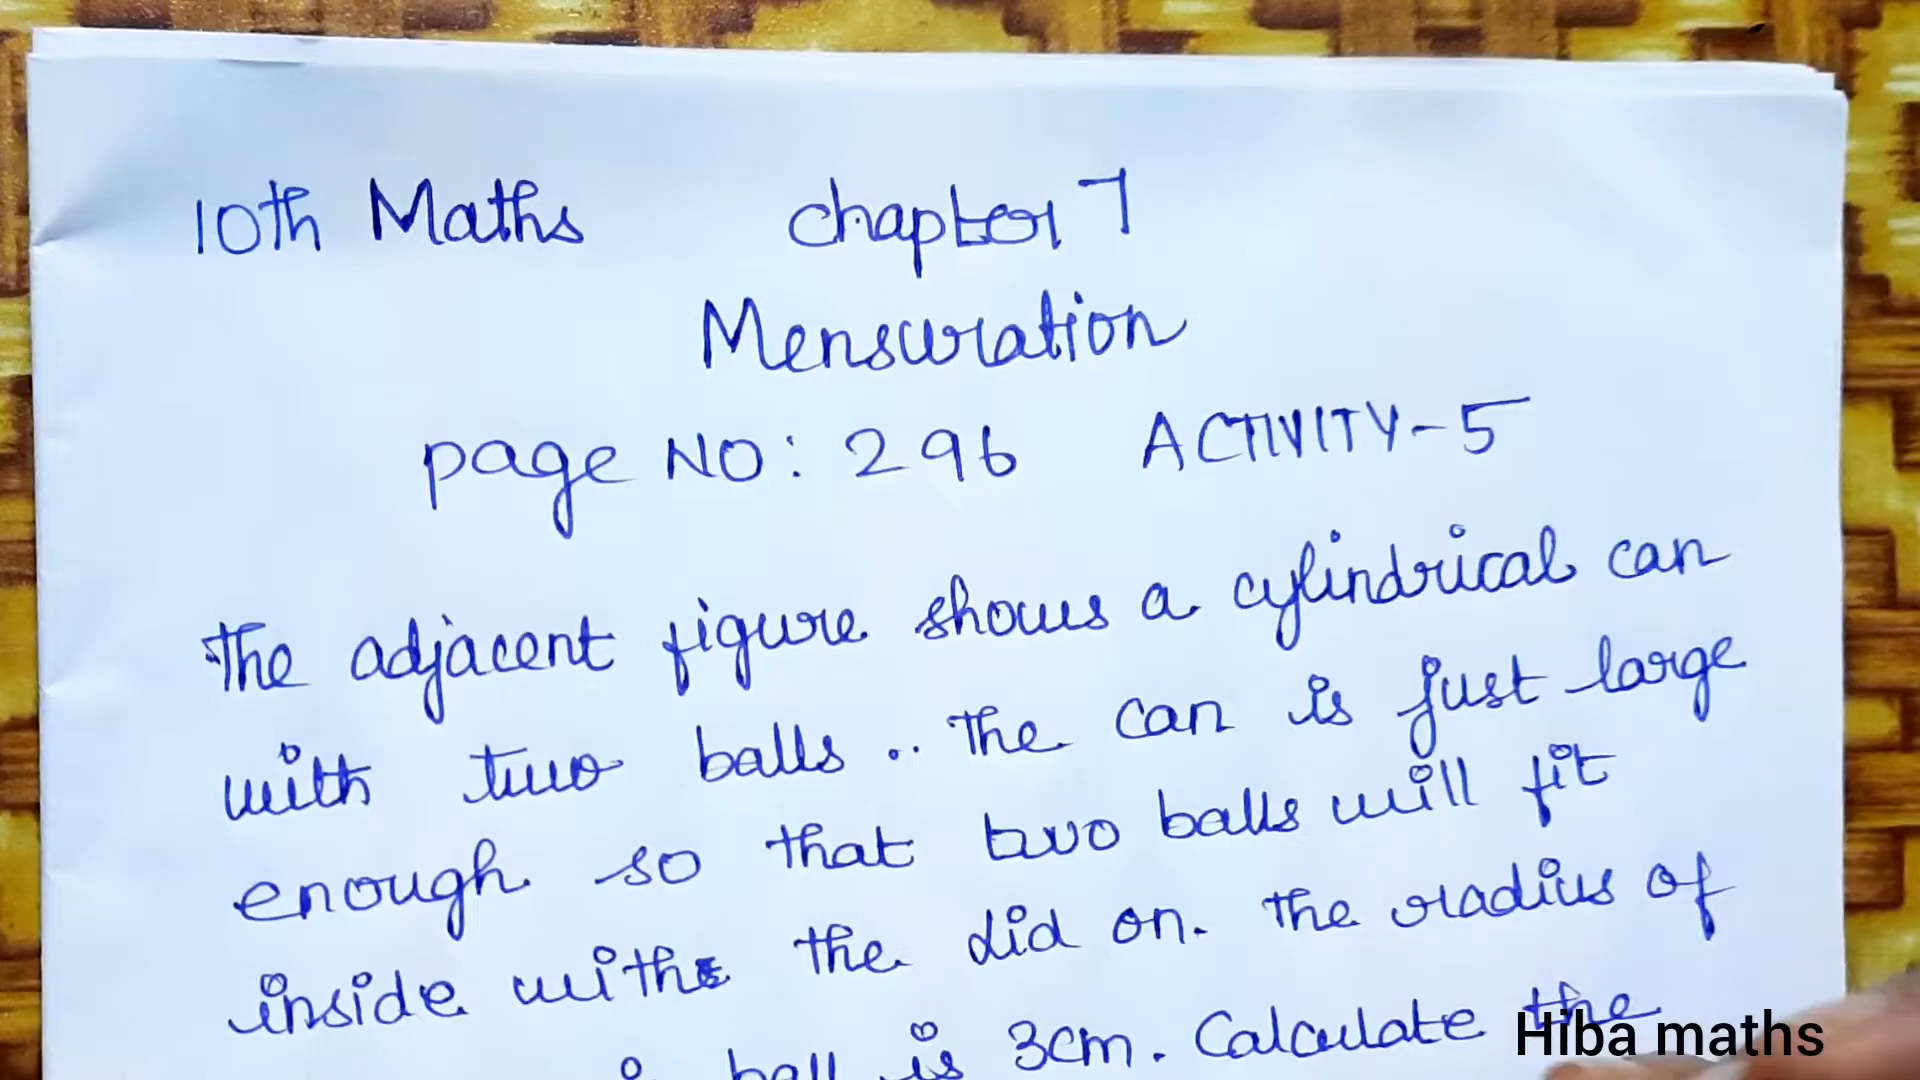 10th Maths chapter 7
Mensuration
page NO: 296 ACTIVITY-5
The adjacent figure shows a cylindrical can
with two balls.. The can is just large
enough so that two balls will fit
inside with the lid on. The radius of
ball is 3cm. Calculate the
Hiba maths